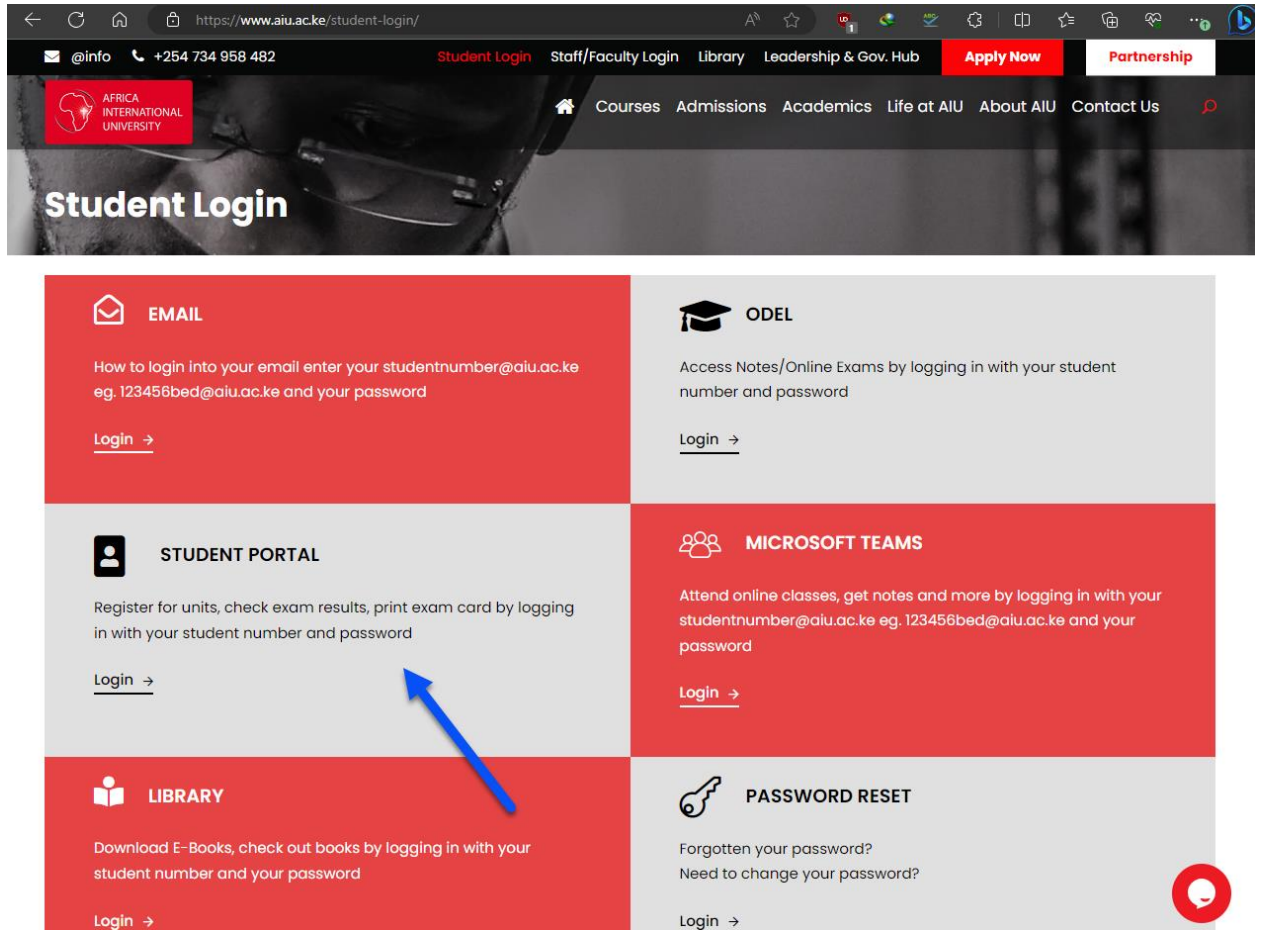 https://www.aiu.ac.ke/student-login/
@info +254 734 958 482 Student Login Staff/Faculty Login Library Leadership & Gov. Hub Apply Now Partnership
AFRICA
INTERNATIONAL
UNIVERSITY
Courses Admissions Academics Life at AIU About AIU Contact Us
Student Login
EMAIL
How to login into your email enter your studentnumber@aiu.ac.ke
eg. 123456bed@aiu.ac.ke and your password
Login →
ODEL
Access Notes/Online Exams by logging in with your student
number and password
Login →
STUDENT PORTAL
Register for units, check exam results, print exam card by logging
in with your student number and password
Login →
MICROSOFT TEAMS
Attend online classes, get notes and more by logging in with your
studentnumber@aiu.ac.ke eg. 123456bed@aiu.ac.ke and your
password
Login →
LIBRARY
Download E-Books, check out books by logging in with your
student number and your password
Login →
PASSWORD RESET
Forgotten your password?
Need to change your password?
Login →